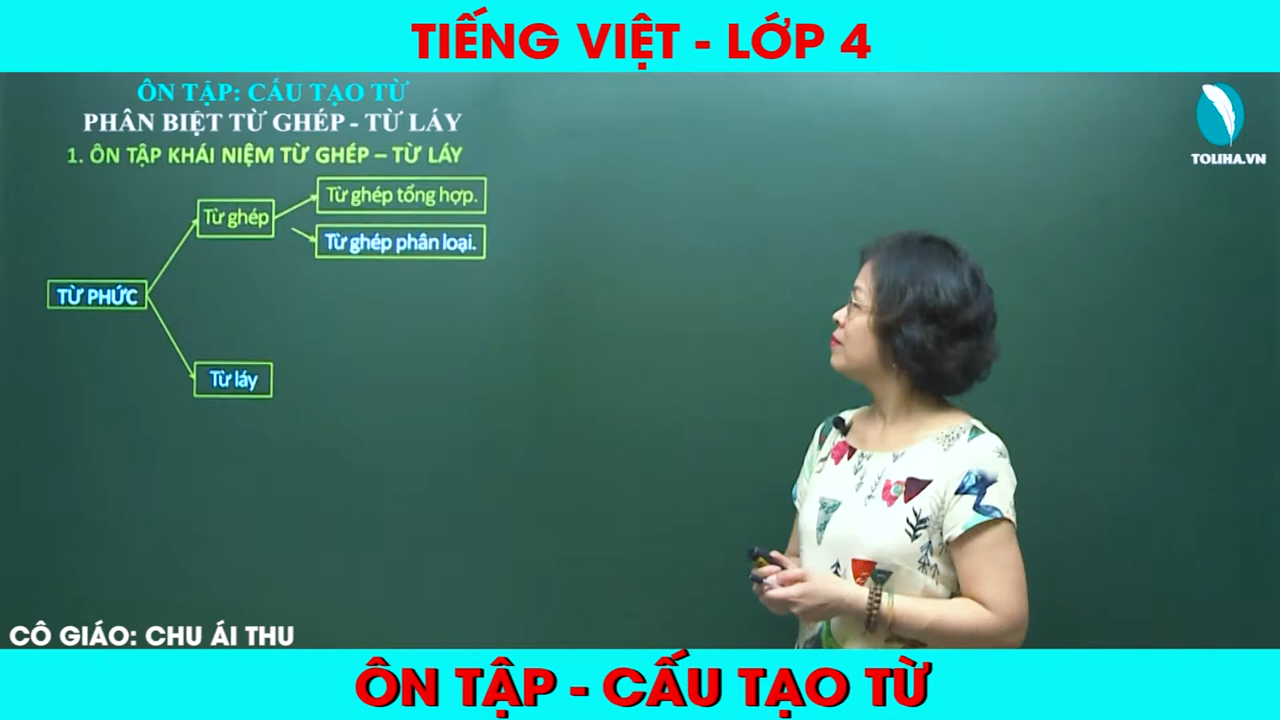 TIẾNG VIỆT - LỚP 4
ÔN TẬP: CẤU TẠO TỪ
PHÂN BIỆT TỪ GHÉP - TỪ LÁY
1. ÔN TẬP KHÁI NIỆM TỪ GHÉP – TỪ LÁY
TOLIHA.VN
Từ ghép tổng hợp.
Từ ghép
Từ ghép phân loại.
TỪ PHỨC
Từ láy
CÔ GIÁO: CHU ÁI THU
ÔN TẬP - CẤU TẠO TỪ